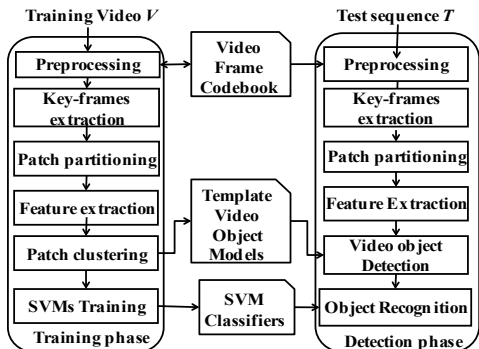 Training Video V
Preprocessing
Key-frames
extraction
Patch partitioning
Feature extraction
Patch clustering
SVMs Training
Training phase
Video
Frame
Codebook
Template
Video
Object
Models
SVM
Classifiers
Test sequence T
Preprocessing
Key-frames
extraction
Patch partitioning
Feature Extraction
Video object
Detection
Object Recognition
Detection phase